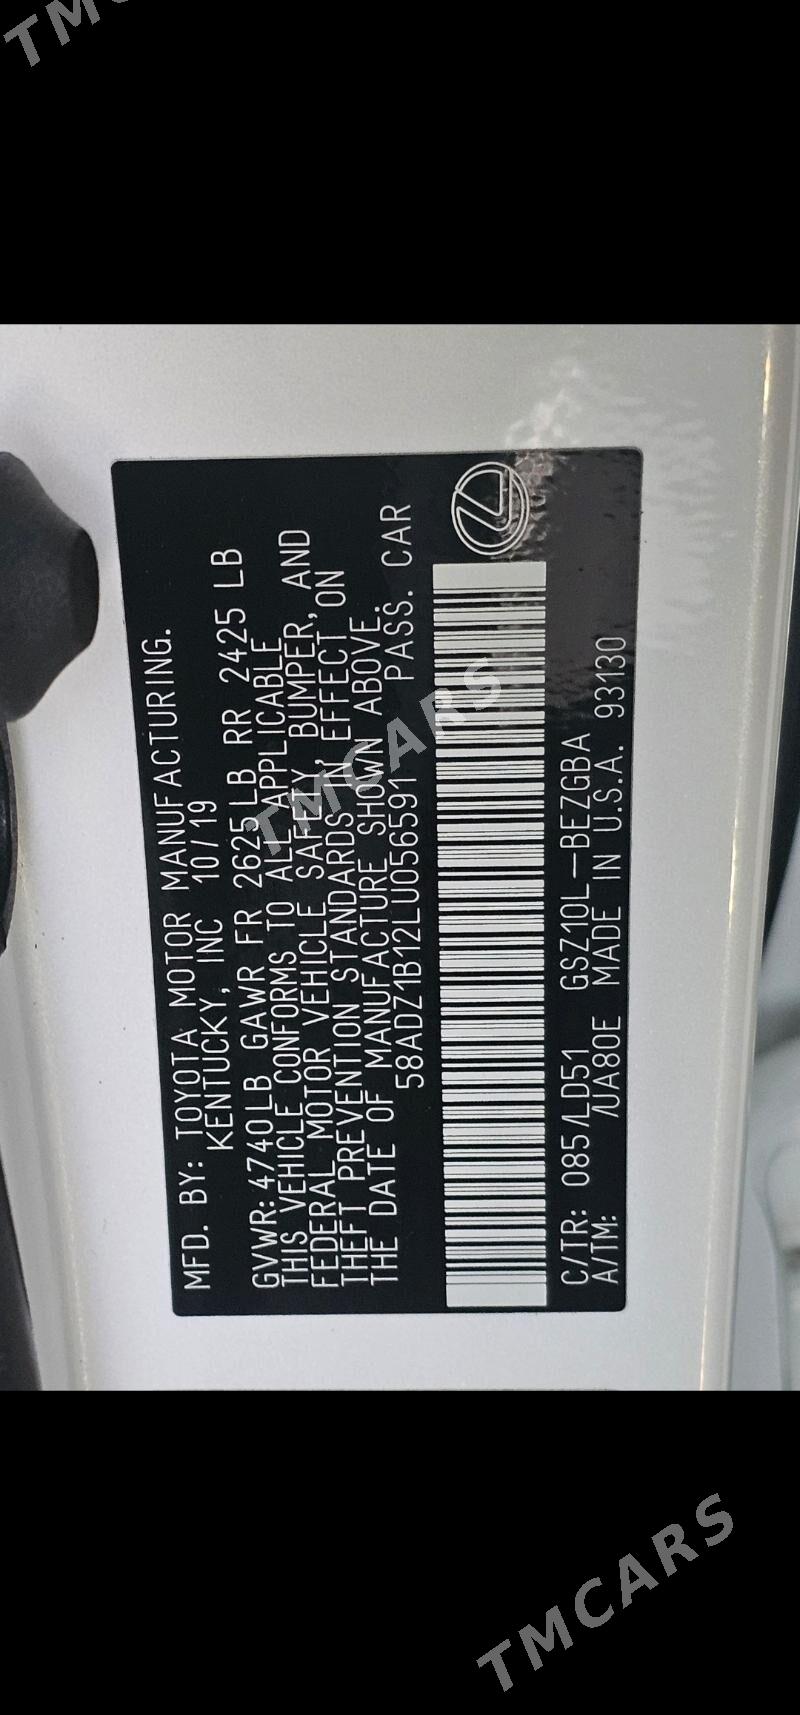 MFD. BY: TOYOTA MOTOR MANUFACTURING.
KENTUCKY, INC 10/19
GVWR: 4740LB GAWR FR 2625LB RR 2425 LB
THIS VEHICLE CONFORMS TO ALL APPLICABLE
FEDERAL MOTOR VEHICLE SAFETY, BUMPER, AND
THEFT PREVENTION STANDARDS IN EFFECT ON
THE DATE OF MANUFACTURE SHOWN ABOVE.
58ADZ1B12LU056591 PASS. CAR
C/TR: 085/LD51 GSZ10L-BEZGBA
A/TM: /UA80E MADE IN U.S.A. 93130
TMCARS
TMCARS